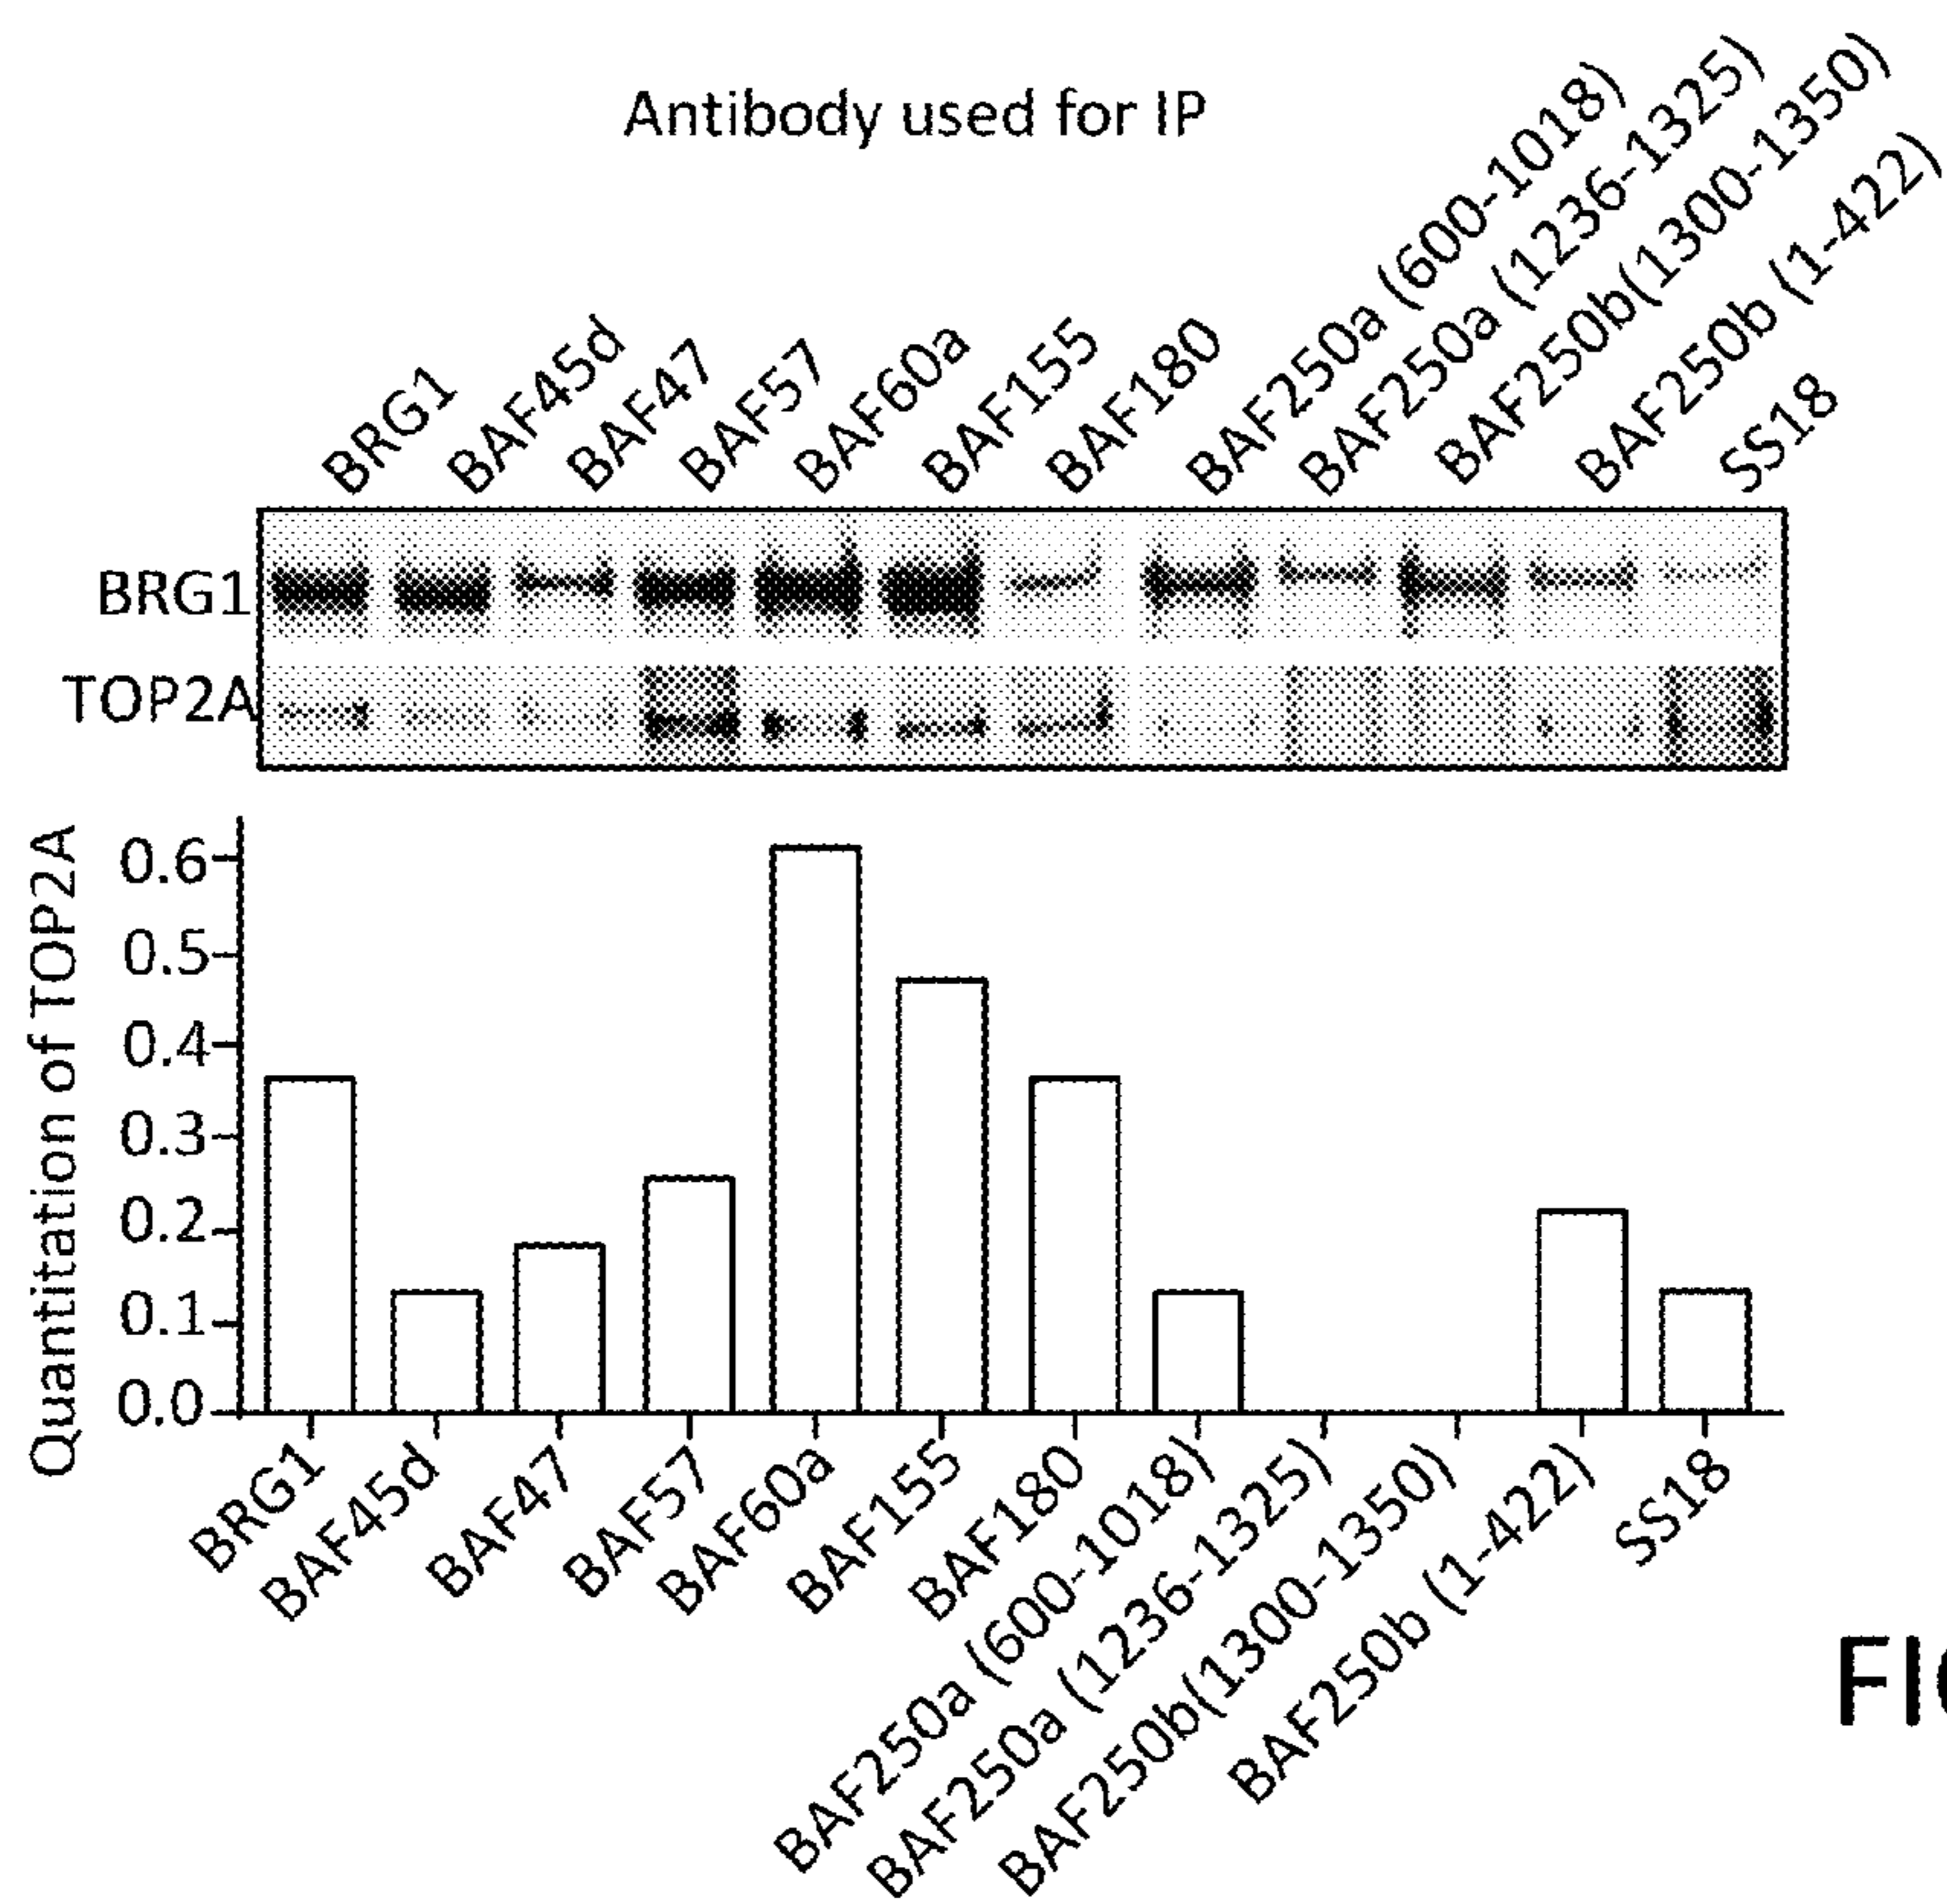 Antibody used for IP
BRG1
BAF45d
BAF47
BAF57
BAF60a
BAF155
BAF180
BAF250a (600-1018)
BAF250a (1236-1325)
BAF250b(1300-1350)
BAF250b (1-422)
SS18
BRG1
TOP2A
Quantitation of TOP2A
0.6
0.5
0.4
0.3
0.2
0.1
0.0
BRG1
BAF45d
BAF47
BAF57
BAF60a
BAF155
BAF180
BAF250a (600-1018)
BAF250a (1236-1325)
BAF250b(1300-1350)
BAF250b (1-422)
SS18